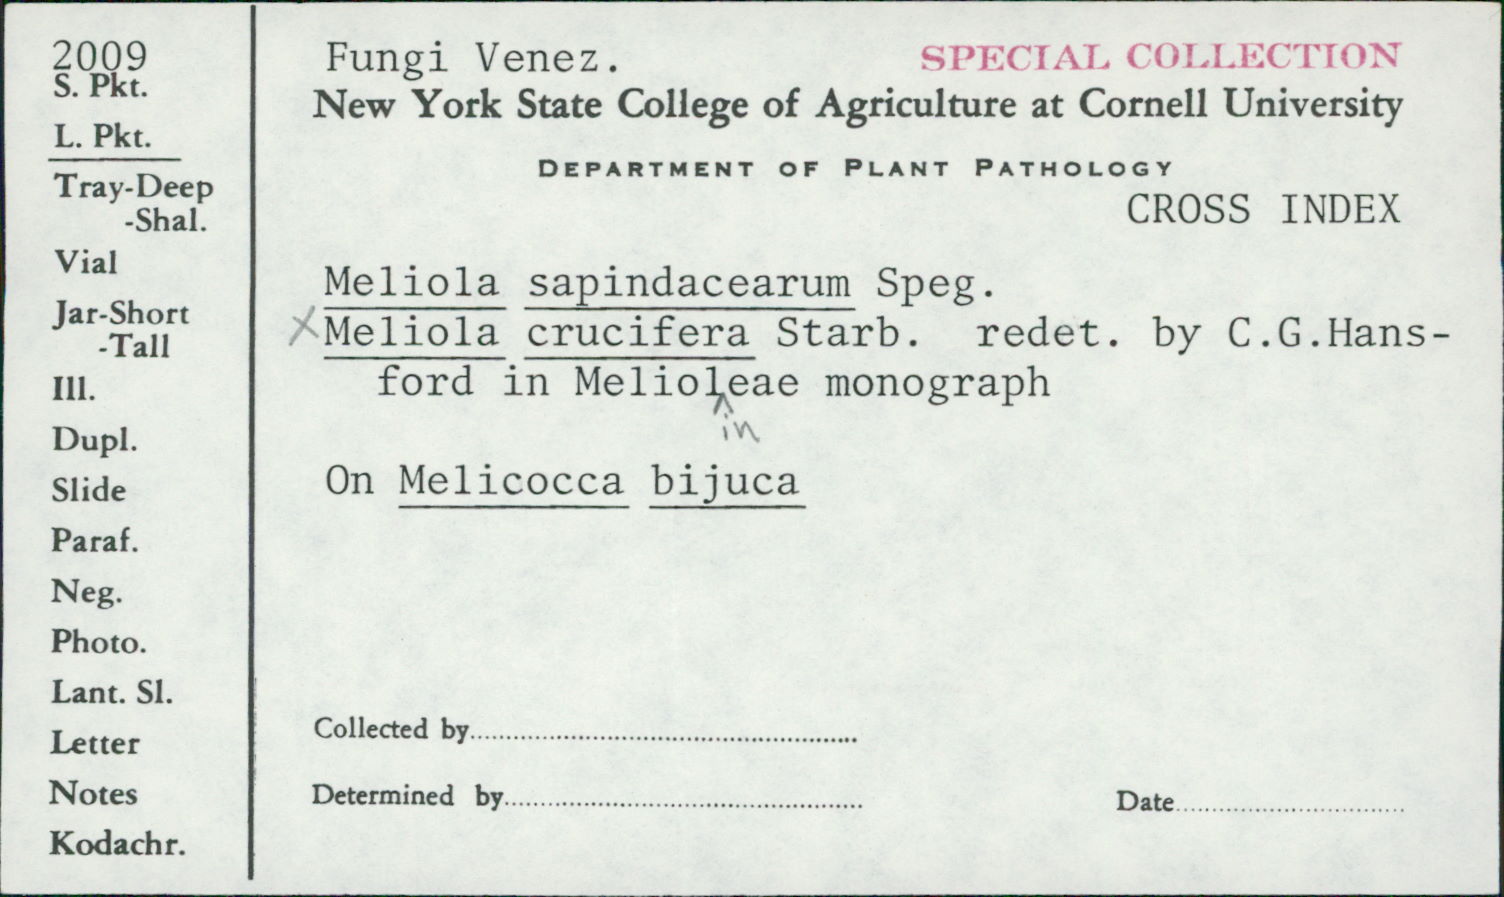 2009
S. Pkt.
L. Pkt.
Tray-Deep
-Shal.
Vial
Jar-Short
-Tall
Ill.
Dupl.
Slide
Paraf.
Neg.
Photo.
Lant. Sl.
Letter
Notes
Kodachr.
Fungi Venez.
SPECIAL COLLECTION
New York State College of Agriculture at Cornell University
DEPARTMENT OF PLANT PATHOLOGY
CROSS INDEX
Meliola sapindacearum Speg.
X Meliola crucifera Starb. redet. by C.G.Hans-
ford in Melioleae monograph
in
On Melicocca bijuca
Collected by
Determined by
Date